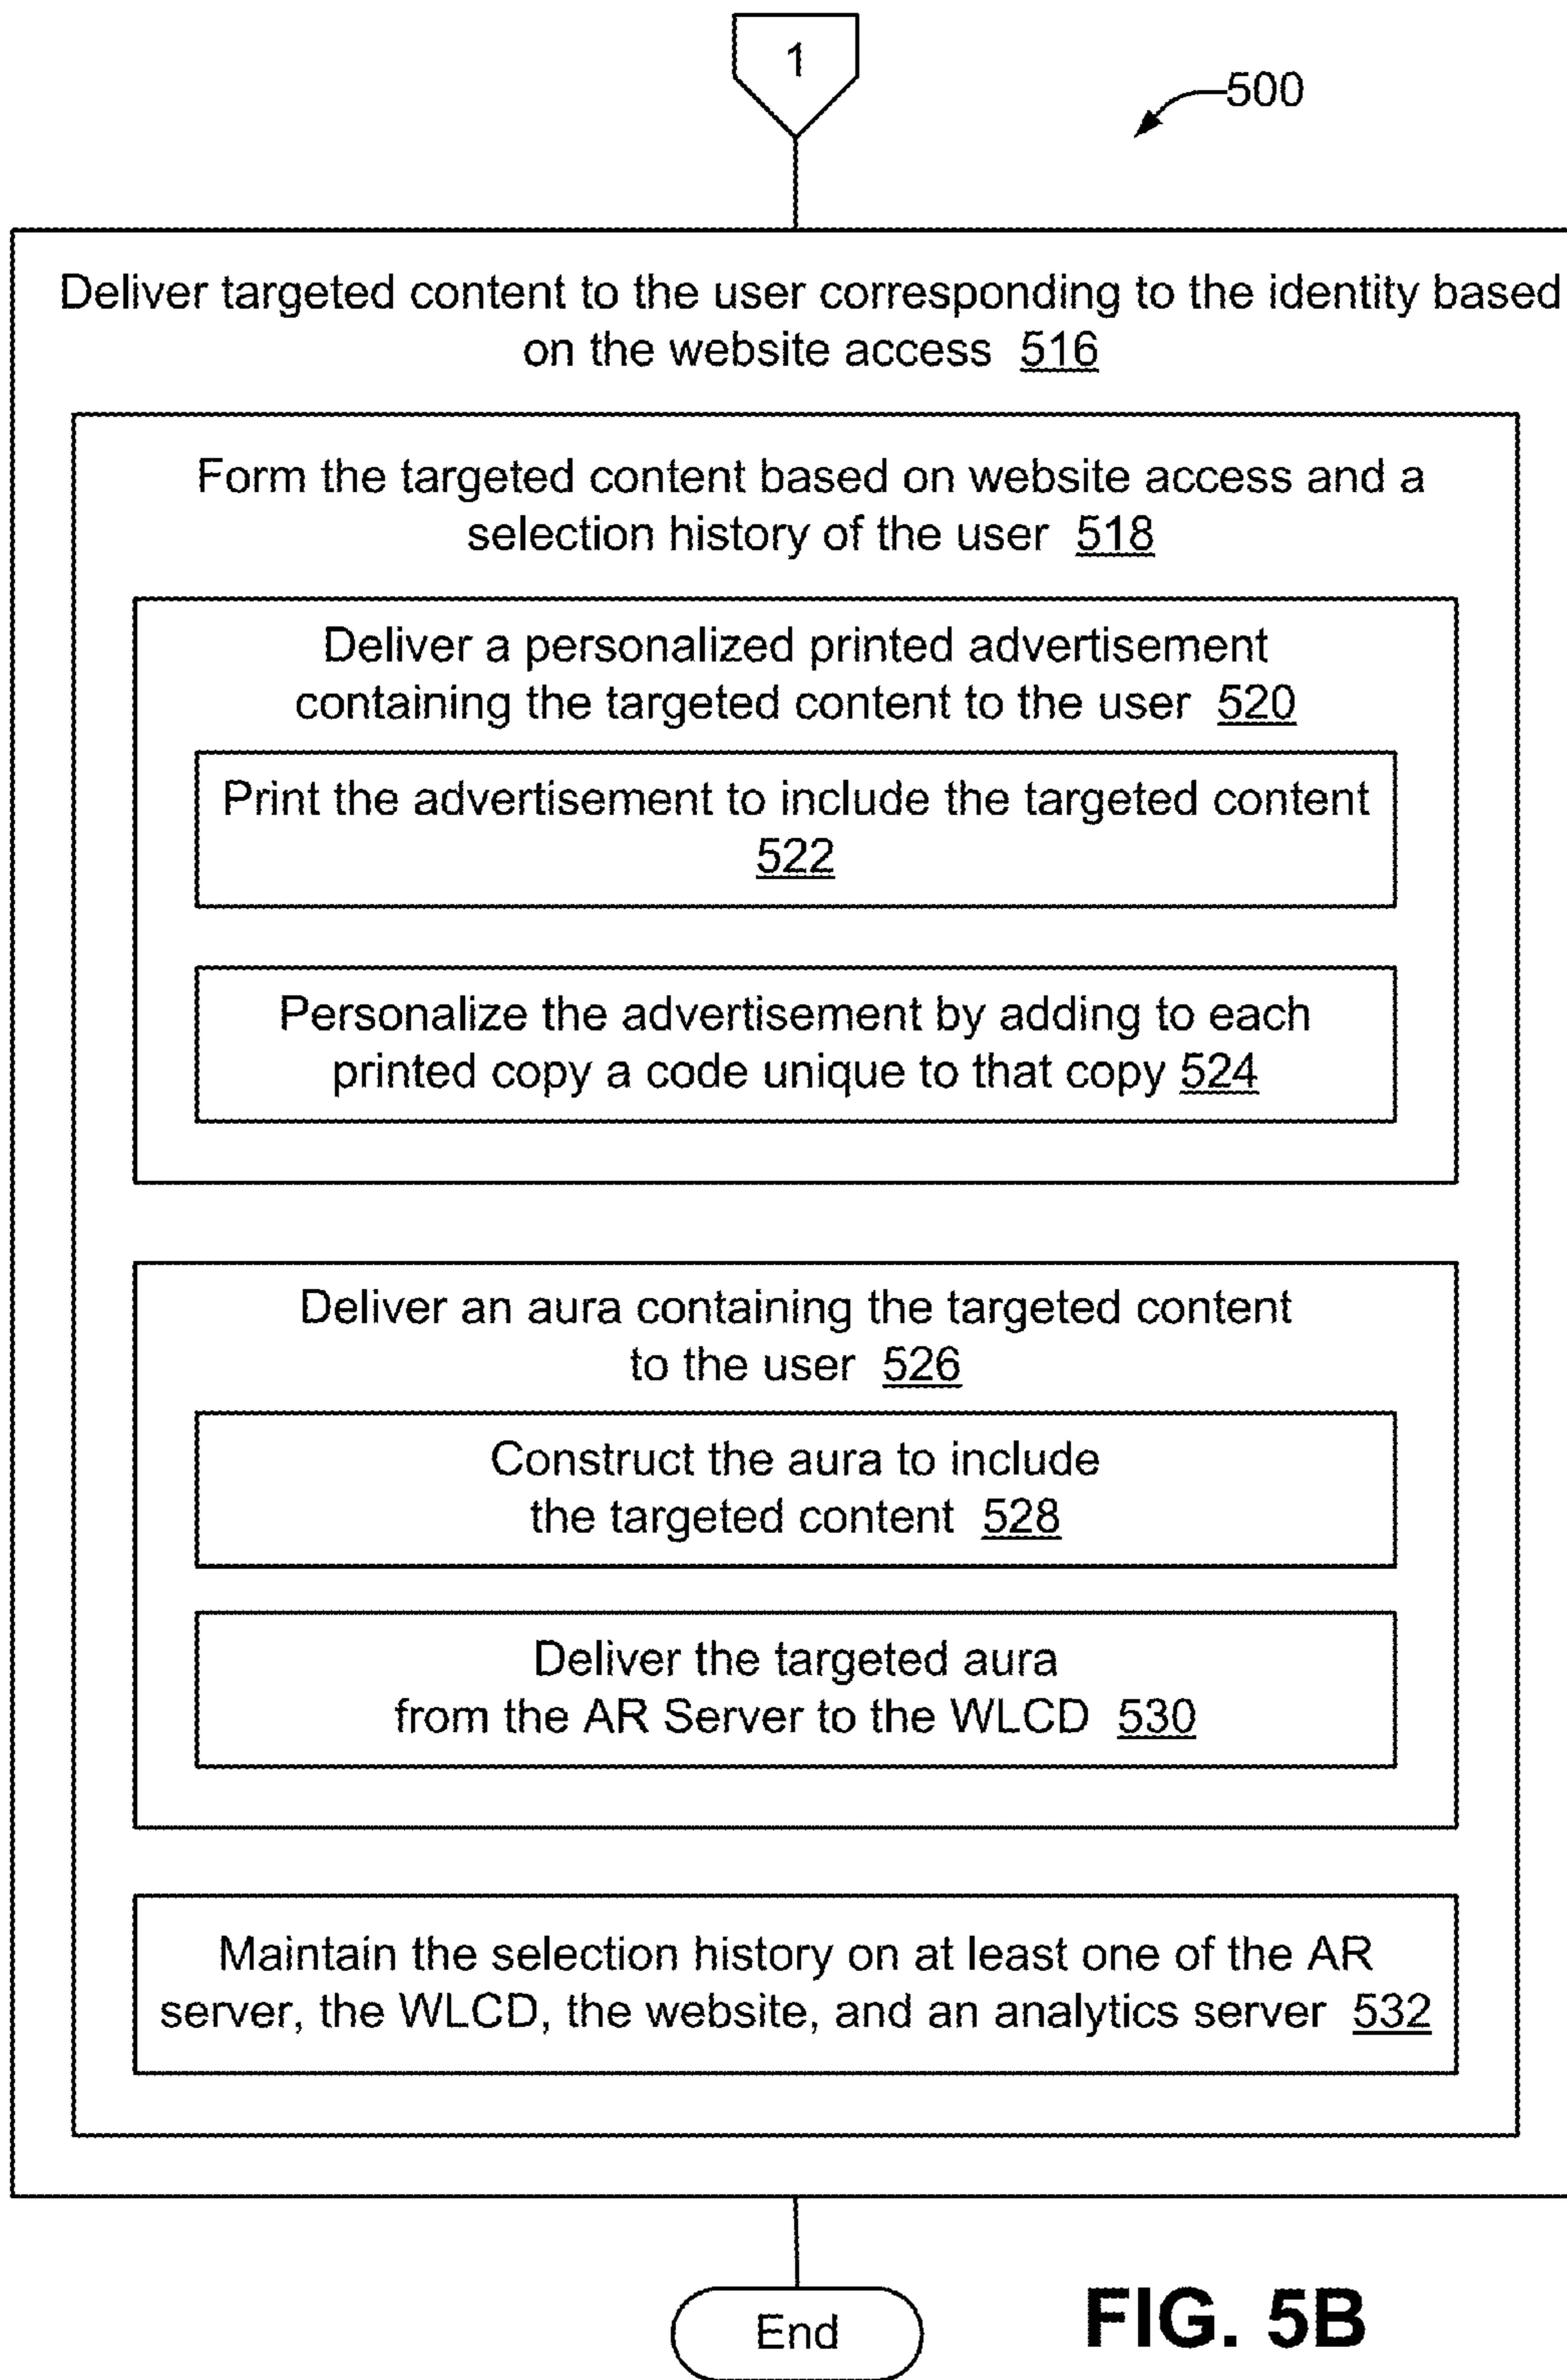 1
500
Deliver targeted content to the user corresponding to the identity based
on the website access 516
Form the targeted content based on website access and a
selection history of the user 518
Deliver a personalized printed advertisement
containing the targeted content to the user 520
Print the advertisement to include the targeted content
522
Personalize the advertisement by adding to each
printed copy a code unique to that copy 524
Deliver an aura containing the targeted content
to the user 526
Construct the aura to include
the targeted content 528
Deliver the targeted aura
from the AR Server to the WLCD 530
Maintain the selection history on at least one of the AR
server, the WLCD, the website, and an analytics server 532
End
FIG. 5B